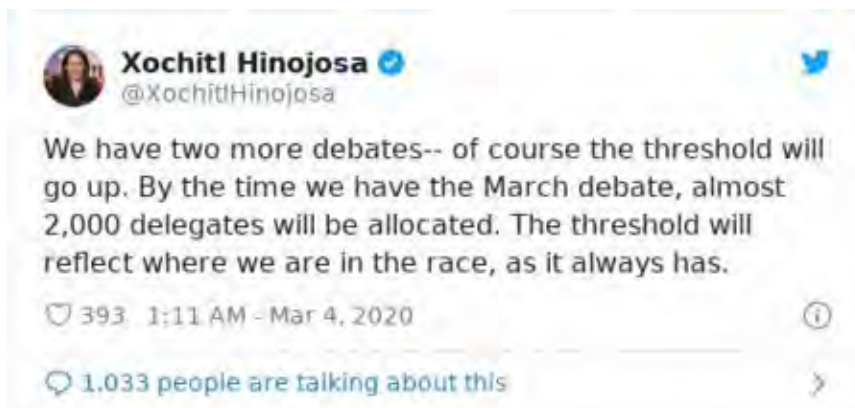 Xochitl Hinojosa
@XochitlHinojosa
We have two more debates-- of course the threshold will
go up. By the time we have the March debate, almost
2,000 delegates will be allocated. The threshold will
reflect where we are in the race, as it always has.
393 1:11 AM - Mar 4, 2020
1,033 people are talking about this